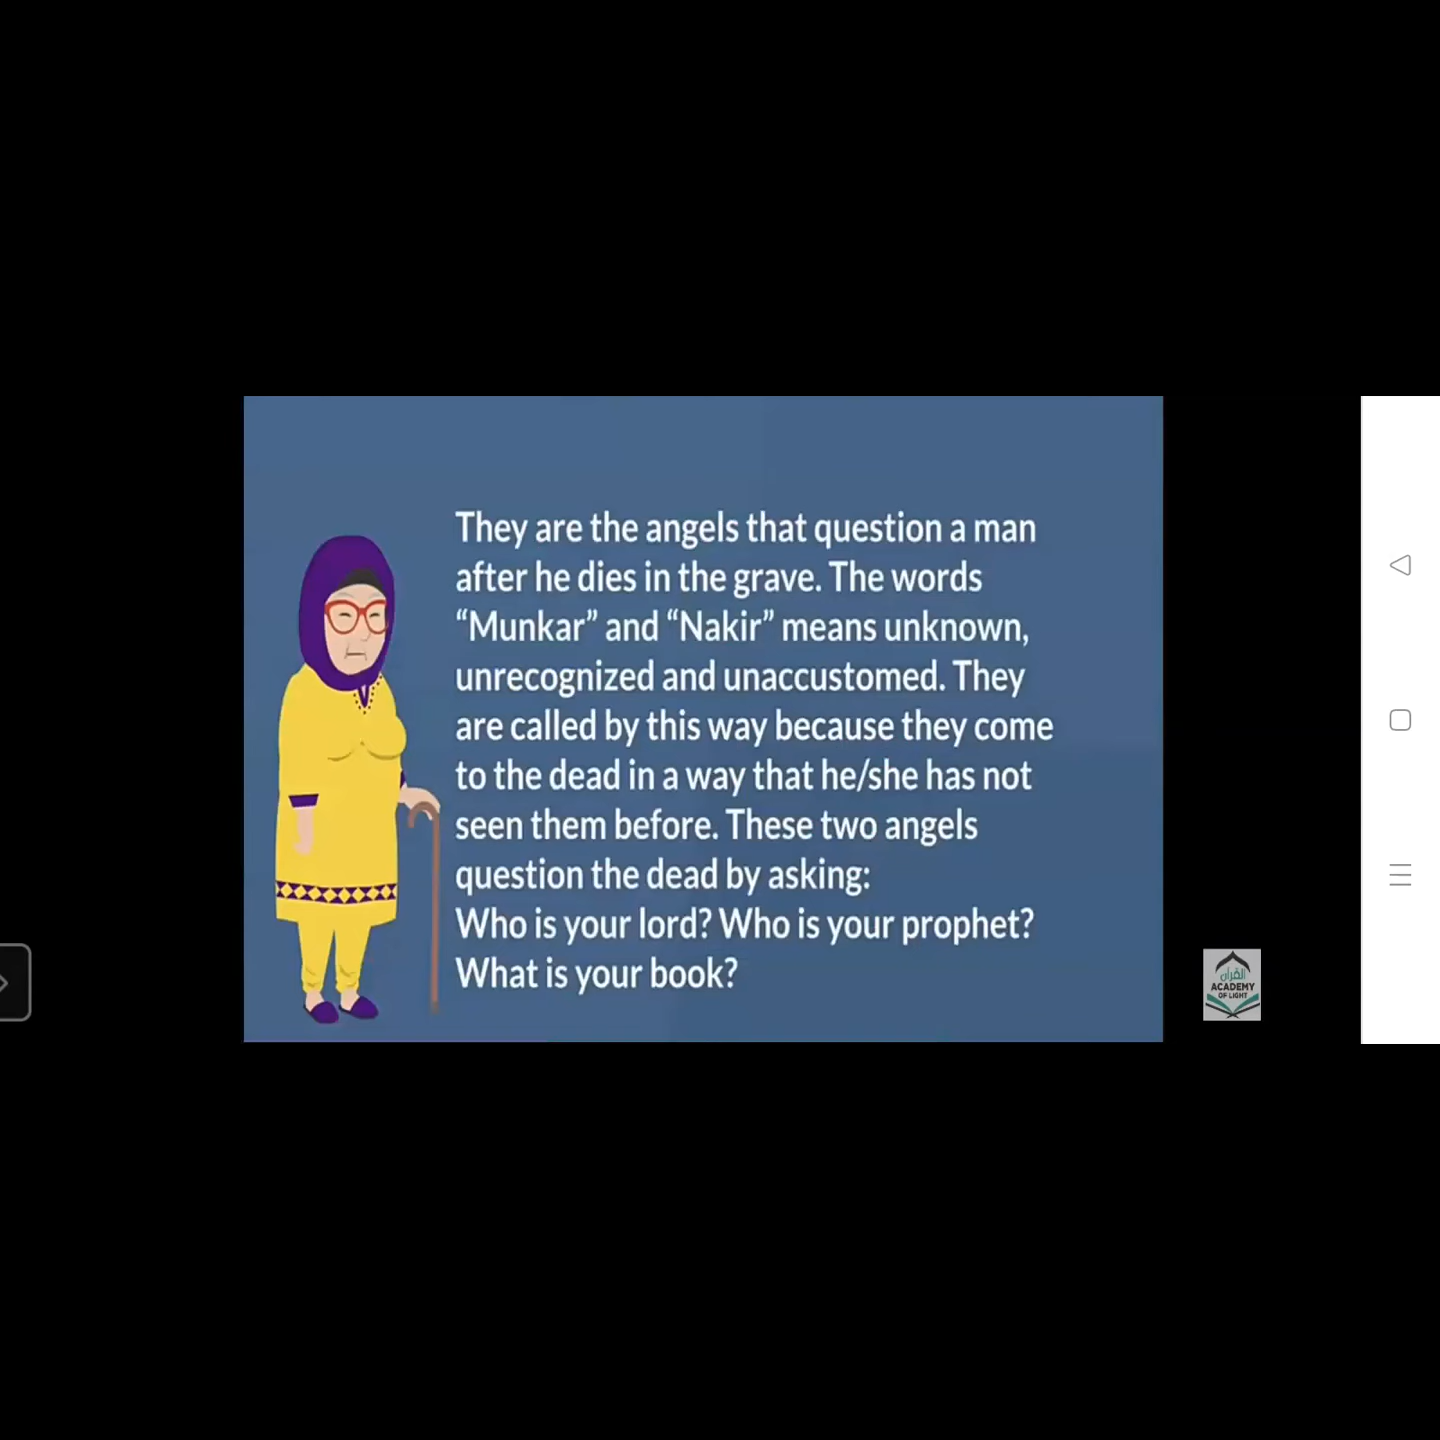 They are the angels that question a man
after he dies in the grave. The words
“Munkar” and “Nakir” means unknown,
unrecognized and unaccustomed. They
are called by this way because they come
to the dead in a way that he/she has not
seen them before. These two angels
question the dead by asking:
Who is your lord? Who is your prophet?
What is your book?
القرآن
ACADEMY
OF LIGHT